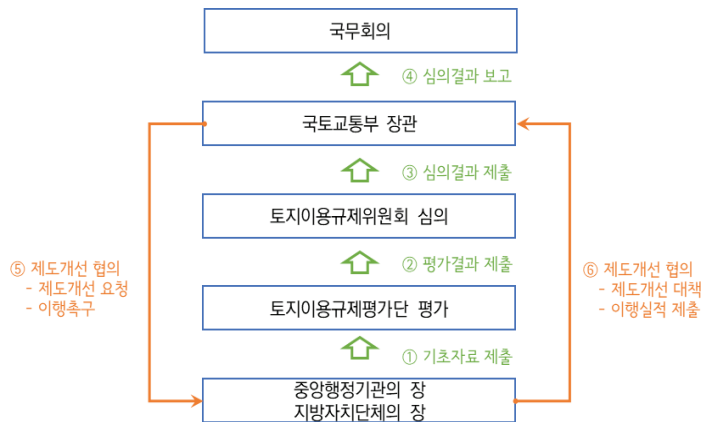 국무회의
④ 심의결과 보고
국토교통부 장관
③ 심의결과 제출
토지이용규제위원회 심의
⑤ 제도개선 협의
- 제도개선 요청
- 이행촉구
② 평가결과 제출
⑥ 제도개선 협의
- 제도개선 대책
- 이행실적 제출
토지이용규제평가단 평가
① 기초자료 제출
중앙행정기관의 장
지방자치단체의 장